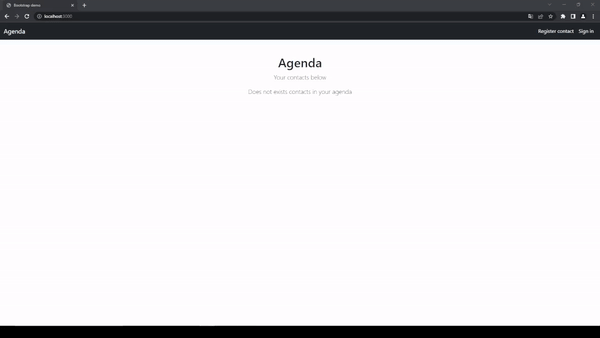 Bootstrap demo
localhost:3000
Agenda
Register contact Sign in
Agenda
Your contacts below
Does not exists contacts in your agenda